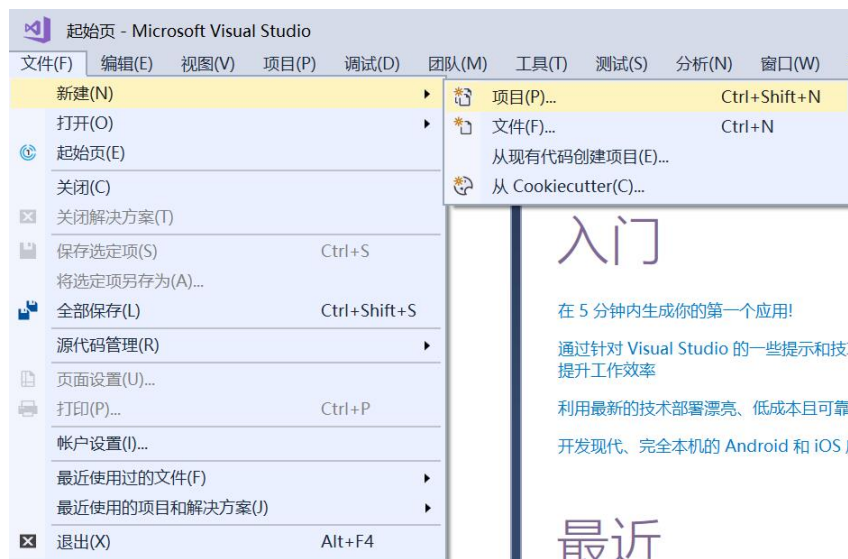 起始页 - Microsoft Visual Studio
文件(F) 编辑(E) 视图(V) 项目(P) 调试(D) 团队(M) 工具(T) 测试(S) 分析(N) 窗口(W)
新建(N)
打开(O)
起始页(E)
关闭(C)
关闭解决方案(T)
保存选定项(S) Ctrl+S
将选定项另存为(A)...
全部保存(L) Ctrl+Shift+S
源代码管理(R)
页面设置(U)...
打印(P)... Ctrl+P
帐户设置(I)...
最近使用过的文件(F)
最近使用的项目和解决方案(J)
退出(X) Alt+F4
项目(P)... Ctrl+Shift+N
文件(F)... Ctrl+N
从现有代码创建项目(E)...
从 Cookiecutter(C)...
入门
在 5 分钟内生成你的第一个应用!
通过针对 Visual Studio 的一些提示和技
提升工作效率
利用最新的技术部署漂亮、低成本且可靠
开发现代、完全本机的 Android 和 iOS
最近